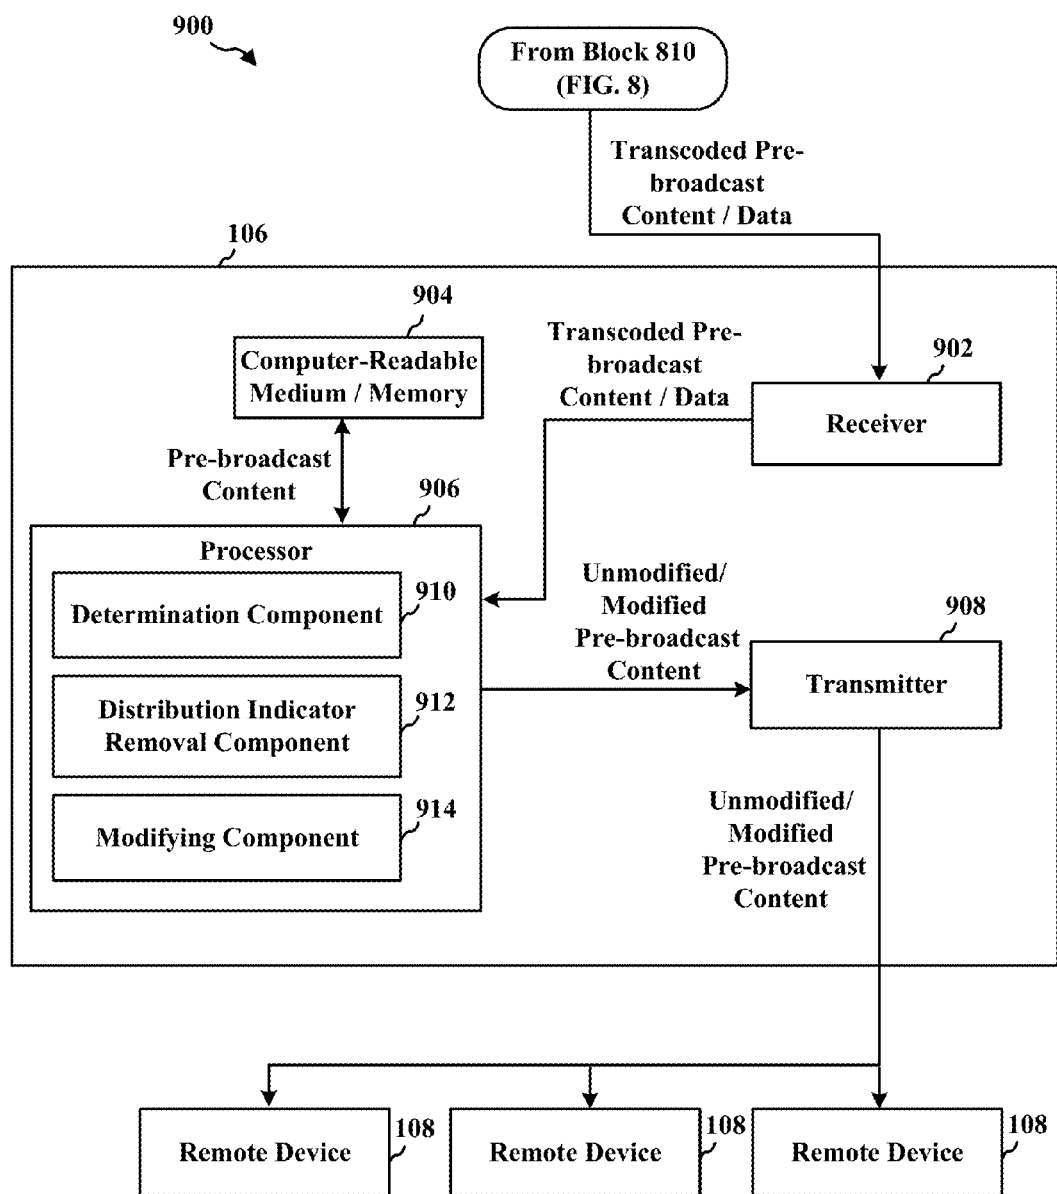 900
From Block 810
(FIG. 8)
Transcoded Pre-
broadcast
Content / Data
106
904
Computer-Readable
Medium / Memory
Transcoded Pre-
broadcast
Content / Data
902
Receiver
Pre-broadcast
Content
906
Processor
910
Determination Component
912
Distribution Indicator
Removal Component
914
Modifying Component
Unmodified/
Modified
Pre-broadcast
Content
908
Transmitter
Unmodified/
Modified
Pre-broadcast
Content
Remote Device
108
Remote Device
108
Remote Device
108